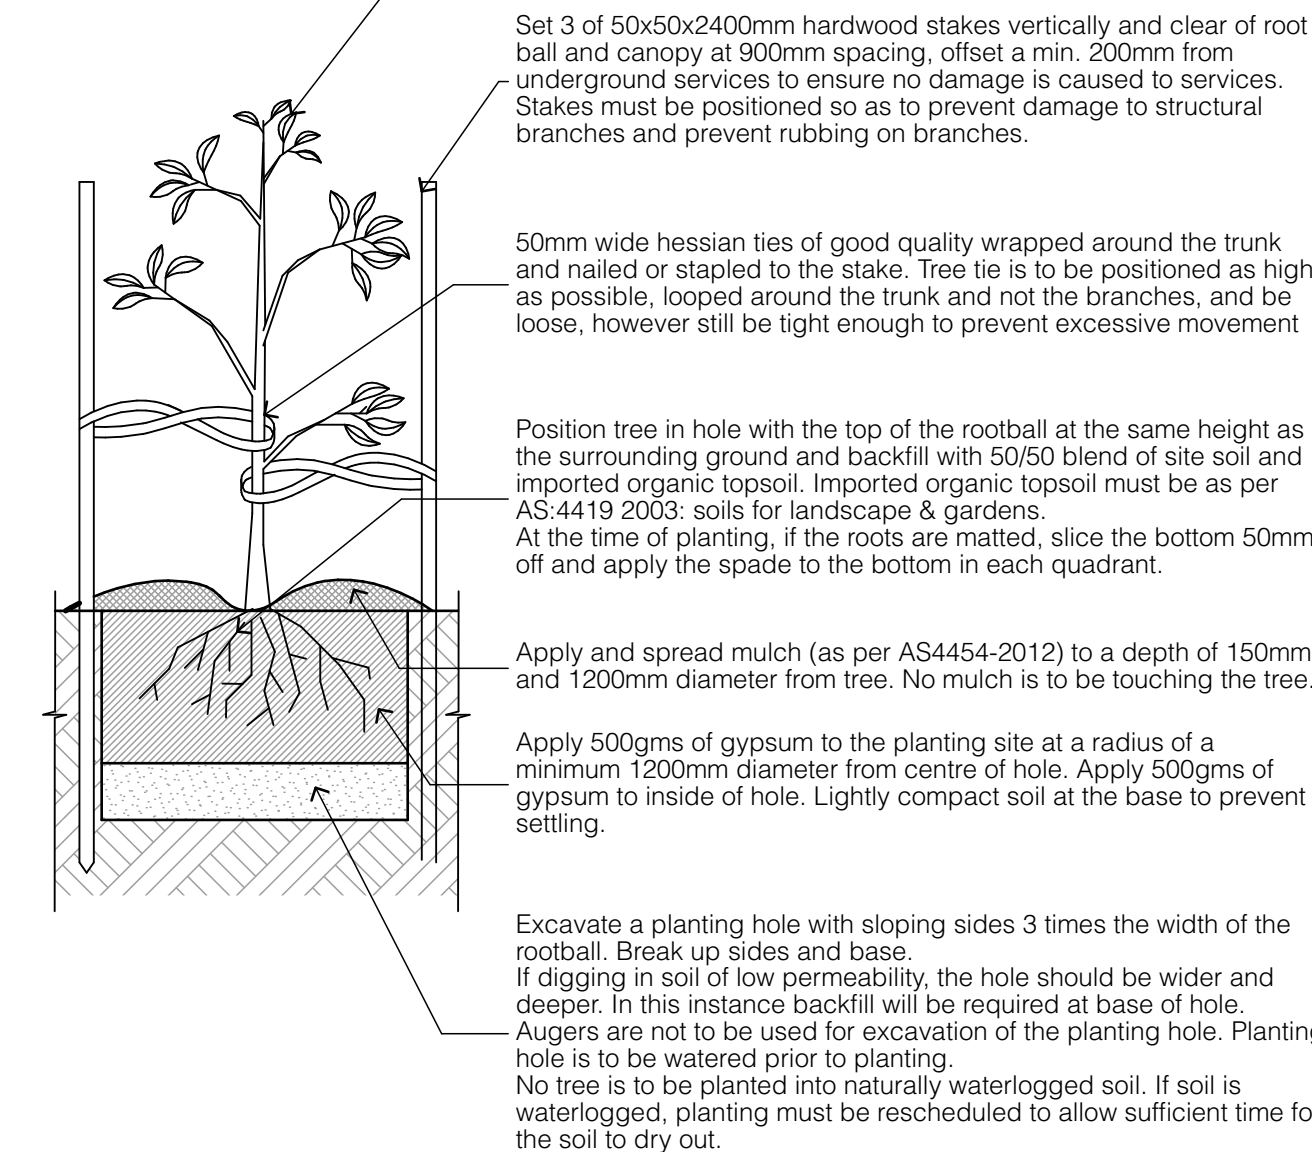 Set 3 of 50x50x2400mm hardwood stakes vertically and clear of root
ball and canopy at 900mm spacing, offset a min. 200mm from
underground services to ensure no damage is caused to services.
Stakes must be positioned so as to prevent damage to structural
branches and prevent rubbing on branches.
50mm wide hessian ties of good quality wrapped around the trunk
and nailed or stapled to the stake. Tree tie is to be positioned as high
as possible, looped around the trunk and not the branches, and be
loose, however still be tight enough to prevent excessive movement
Position tree in hole with the top of the rootball at the same height as
the surrounding ground and backfill with 50/50 blend of site soil and
imported organic topsoil. Imported organic topsoil must be as per
AS:4419 2003: soils for landscape & gardens.
At the time of planting, if the roots are matted, slice the bottom 50mm
off and apply the spade to the bottom in each quadrant.
Apply and spread mulch (as per AS4454-2012) to a depth of 150mm
and 1200mm diameter from tree. No mulch is to be touching the tree.
Apply 500gms of gypsum to the planting site at a radius of a
minimum 1200mm diameter from centre of hole. Apply 500gms of
gypsum to inside of hole. Lightly compact soil at the base to prevent
settling.
Excavate a planting hole with sloping sides 3 times the width of the
rootball. Break up sides and base.
If digging in soil of low permeability, the hole should be wider and
deeper. In this instance backfill will be required at base of hole.
Augers are not to be used for excavation of the planting hole. Planting
hole is to be watered prior to planting.
No tree is to be planted into naturally waterlogged soil. If soil is
waterlogged, planting must be rescheduled to allow sufficient time fo
the soil to dry out.